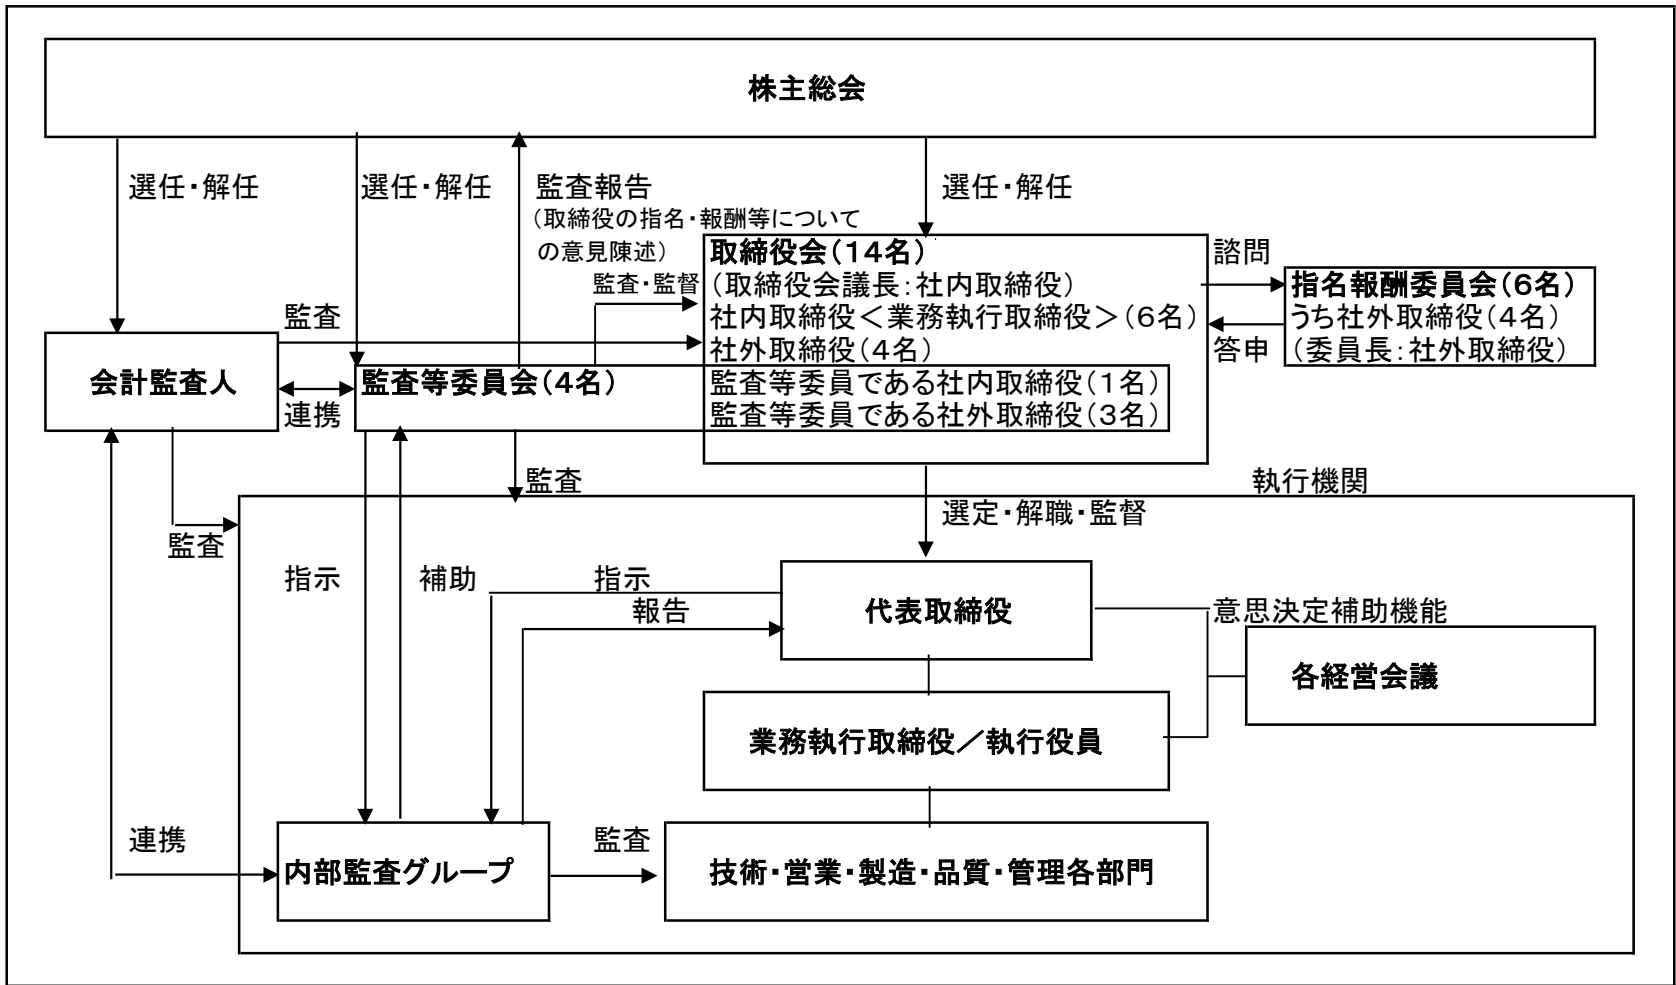 株主総会
選任・解任
選任・解任
監査報告
（取締役の指名・報酬等について
の意見陳述）
選任・解任
監査・監督
取締役会（14名）
（取締役会議長：社内取締役）
社内取締役＜業務執行取締役＞（6名）
社外取締役（4名）
諮問
指名報酬委員会（6名）
うち社外取締役（4名）
（委員長：社外取締役）
答申
監査
会計監査人
連携
監査等委員会（4名）
監査等委員である社内取締役（1名）
監査等委員である社外取締役（3名）
監査
執行機関
選定・解職・監督
監査
指示
補助
指示
報告
代表取締役
意思決定補助機能
各経営会議
業務執行取締役／執行役員
連携
内部監査グループ
監査
技術・営業・製造・品質・管理各部門